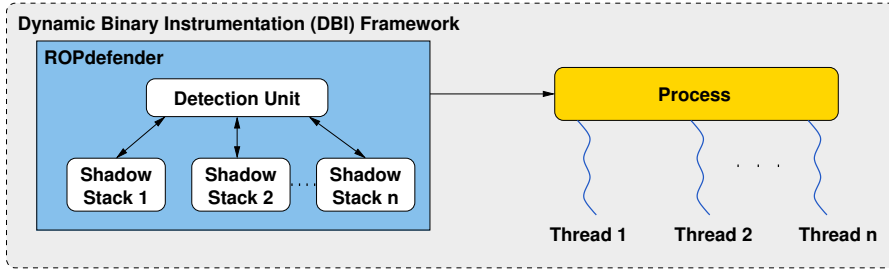 Dynamic Binary Instrumentation (DBI) Framework
ROPdefender
Detection Unit
Shadow
Stack 1
Shadow
Stack 2
Shadow
Stack n
Process
Thread 1
Thread 2
Thread n